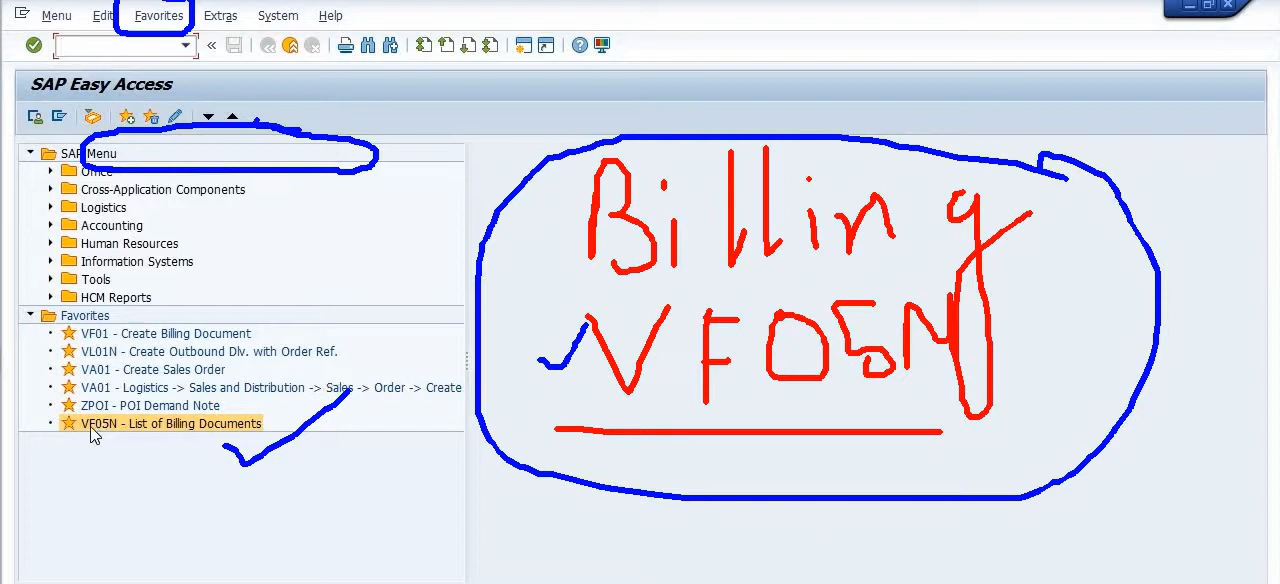 Menu Edit Favorites Extras System Help
SAP Easy Access
SAP Menu
Office
Cross-Application Components
Logistics
Accounting
Human Resources
Information Systems
Tools
HCM Reports
Favorites
VF01 - Create Billing Document
VL01N - Create Outbound Dlv. with Order Ref.
VA01 - Create Sales Order
VA01 - Logistics -> Sales and Distribution -> Sales -> Order -> Create
ZPOI - POI Demand Note
VF05N - List of Billing Documents
Billing
VF05N